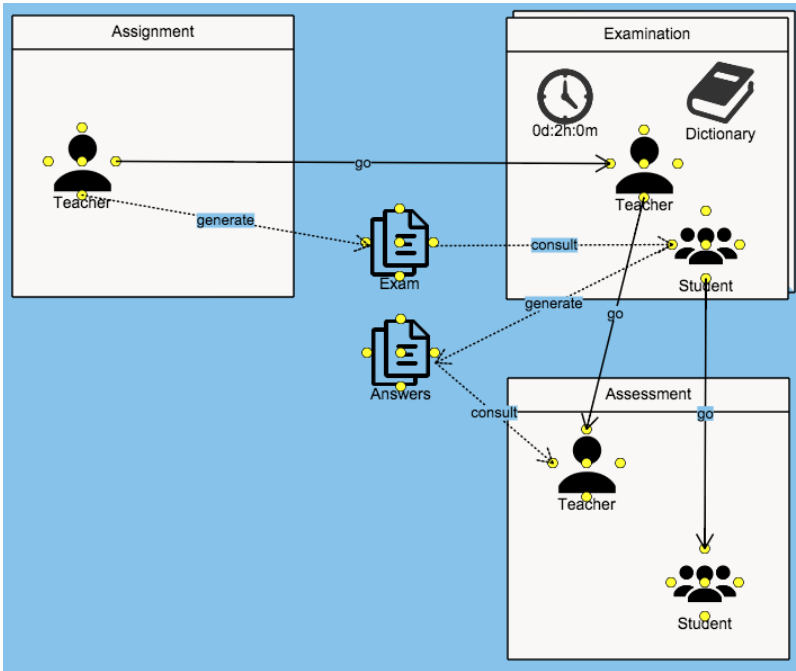 Assignment
Examination
0d:2h:0m
Dictionary
go
Teacher
Teacher
generate
consult
Exam
Student
generate
go
Answers
Assessment
consult
go
Teacher
Student